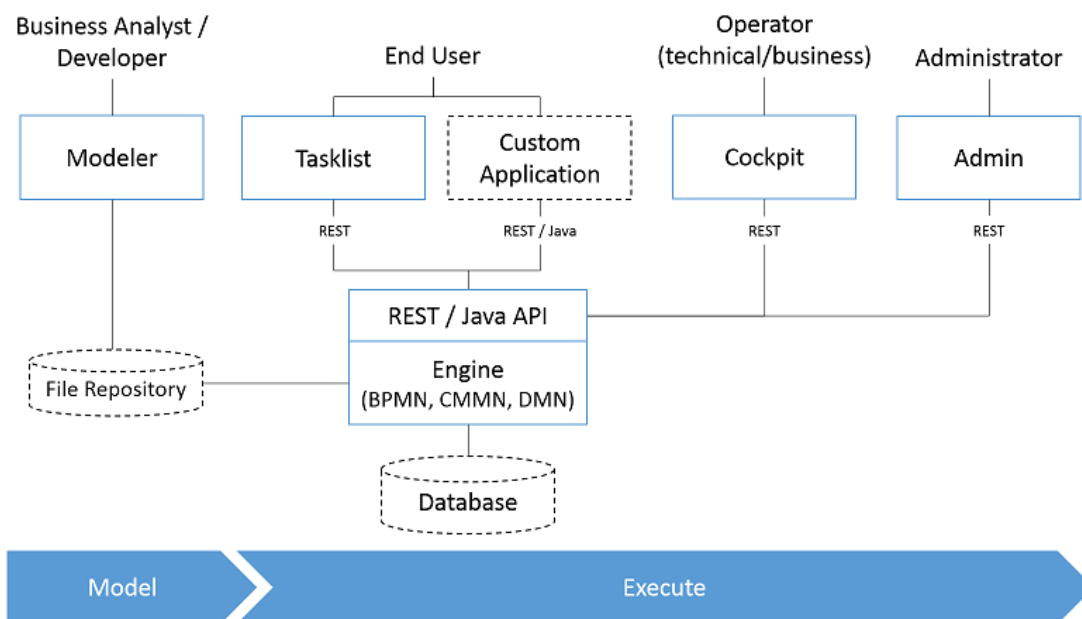 Business Analyst /
Developer
End User
Operator
(technical/business)
Administrator
Modeler
Tasklist
Custom
Application
Cockpit
Admin
REST
REST / Java
REST
REST
REST / Java API
Engine
(BPMN, CMMN, DMN)
File Repository
Database
Model
Execute